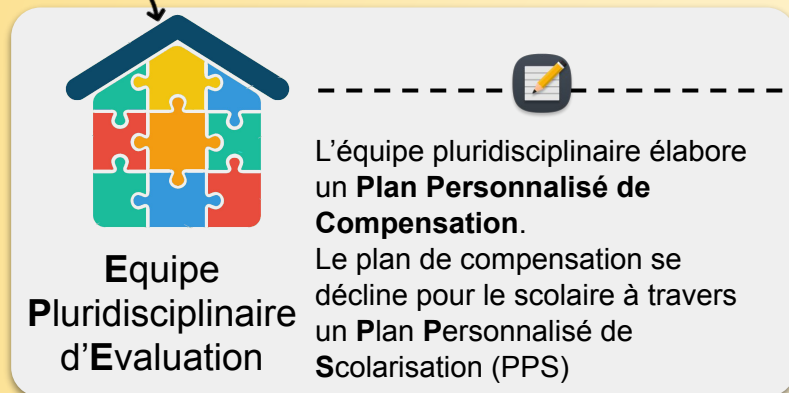 Equipe
Pluridisciplinaire
d'Evaluation
L'équipe pluridisciplinaire élabore
un Plan Personnalisé de
Compensation.
Le plan de compensation se
décline pour le scolaire à travers
un Plan Personnalisé de
Scolarisation (PPS)